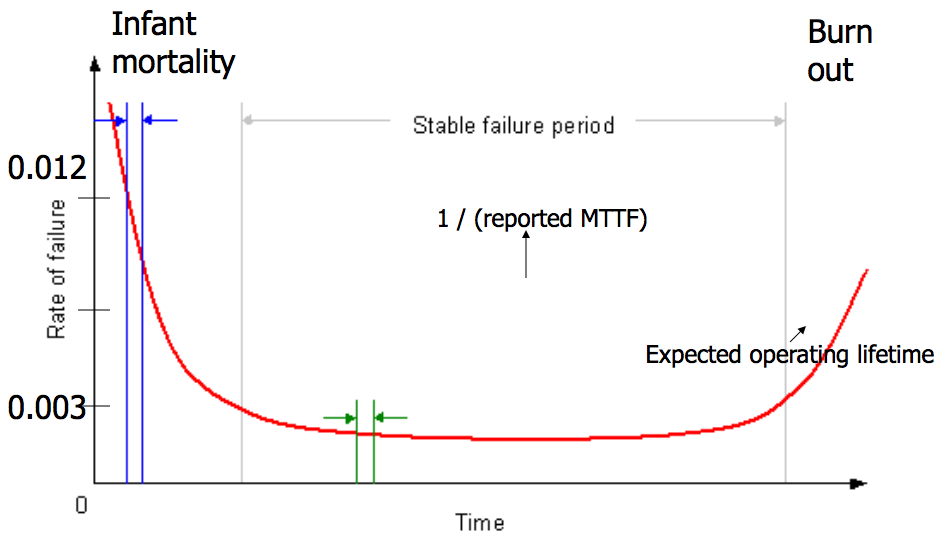 Infant
mortality
Burn
out
Stable failure period
0.012
Rate of failure
1 / (reported MTTF)
Expected operating lifetime
0.003
0
Time